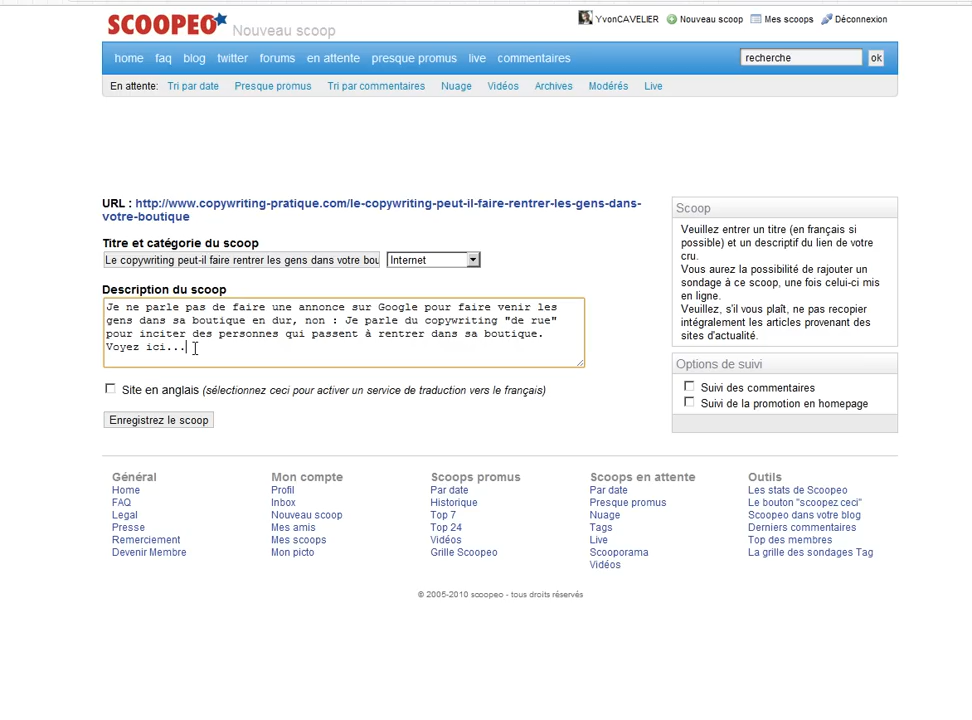 SCOOPEO Nouveau scoop
YvonCAVELIER Nouveau scoop Mes scoops Déconnexion
home faq blog twitter forums en attente presque promus live commentaires recherche ok
En attente: Tri par date Presque promus Tri par commentaires Nuage Vidéos Archives Modérés Live
URL : http://www.copywriting-pratique.com/le-copywriting-peut-il-faire-rentrer-les-gens-dans-
votre-boutique
Titre et catégorie du scoop
Le copywriting peut-il faire rentrer les gens dans votre bou Internet
Description du scoop
Je ne parle pas de faire une annonce sur Google pour faire venir les
gens dans sa boutique en dur, non : Je parle du copywriting "de rue"
pour inciter des personnes qui passent à rentrer dans sa boutique.
Voyez ici...
Site en anglais (sélectionnez ceci pour activer un service de traduction vers le français)
Enregistrez le scoop
Scoop
Veuillez entrer un titre (en français si
possible) et un descriptif du lien de votre
cru.
Vous aurez la possibilité de rajouter un
sondage à ce scoop, une fois celui-ci mis
en ligne.
Veuillez, s'il vous plaît, ne pas recopier
intégralement les articles provenant des
sites d'actualité.
Options de suivi
Suivi des commentaires
Suivi de la promotion en homepage
Général
Home
FAQ
Legal
Presse
Remerciement
Devenir Membre
Mon compte
Profil
Inbox
Nouveau scoop
Mes amis
Mes scoops
Mon picto
Scoops promus
Par date
Historique
Top 7
Top 24
Vidéos
Grille Scoopeo
Scoops en attente
Par date
Presque promus
Nuage
Tags
Live
Scooporama
Vidéos
Outils
Les stats de Scoopeo
Le bouton "scoopez ceci"
Scoopeo dans votre blog
Derniers commentaires
Top des membres
La grille des sondages Tag
© 2005-2010 scoopeo - tous droits réservés